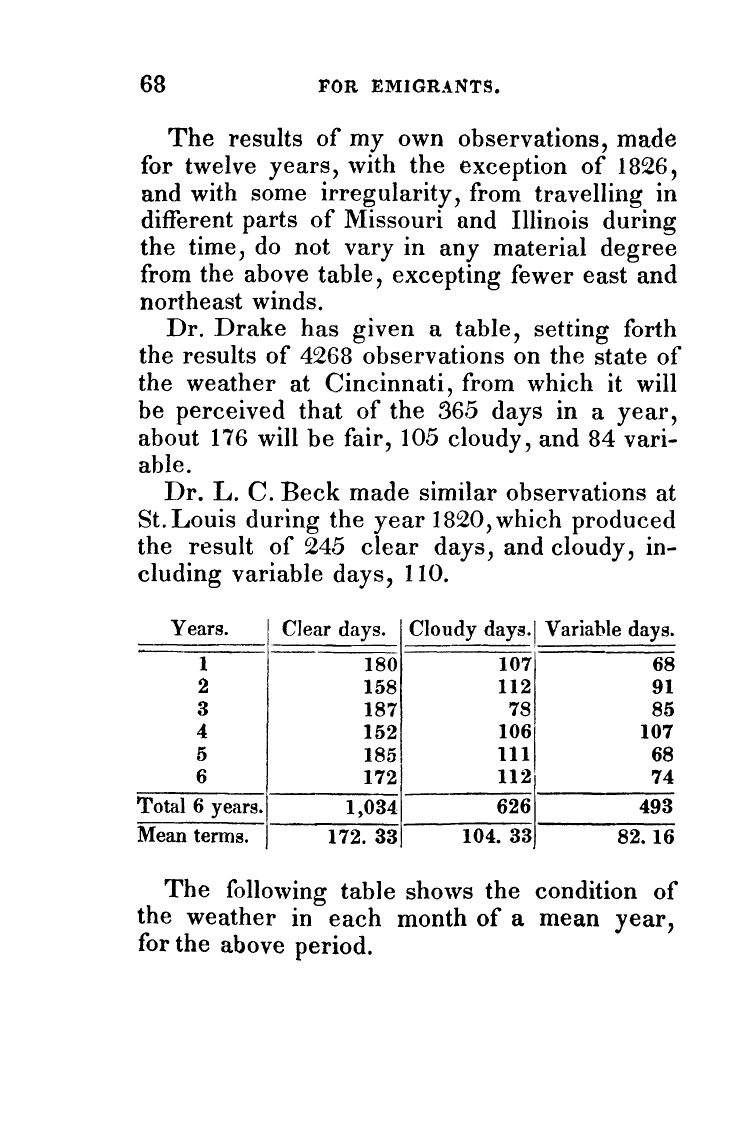 68 FOR EMIGRANTS.
The results of my own observations, made
for twelve years, with the exception of 1826,
and with some irregularity, from travelling in
different parts of Missouri and Illinois during
the time, do not vary in any material degree
from the above table, excepting fewer east and
northeast winds.
Dr. Drake has given a table, setting forth
the results of 4268 observations on the state of
the weather at Cincinnati, from which it will
be perceived that of the 365 days in a year,
about 176 will be fair, 105 cloudy, and 84 vari-
able.
Dr. L. C. Beck made similar observations at
St. Louis during the year 1820, which produced
the result of 245 clear days, and cloudy, in-
cluding variable days, 110.
Years. Clear days. Cloudy days. Variable days.
1 180 107 68
2 158 112 91
3 187 78 85
4 152 106 107
5 185 111 68
6 172 112 74
Total 6 years. 1,034 626 493
Mean terms. 172. 33 104. 33 82. 16
The following table shows the condition of
the weather in each month of a mean year,
for the above period.